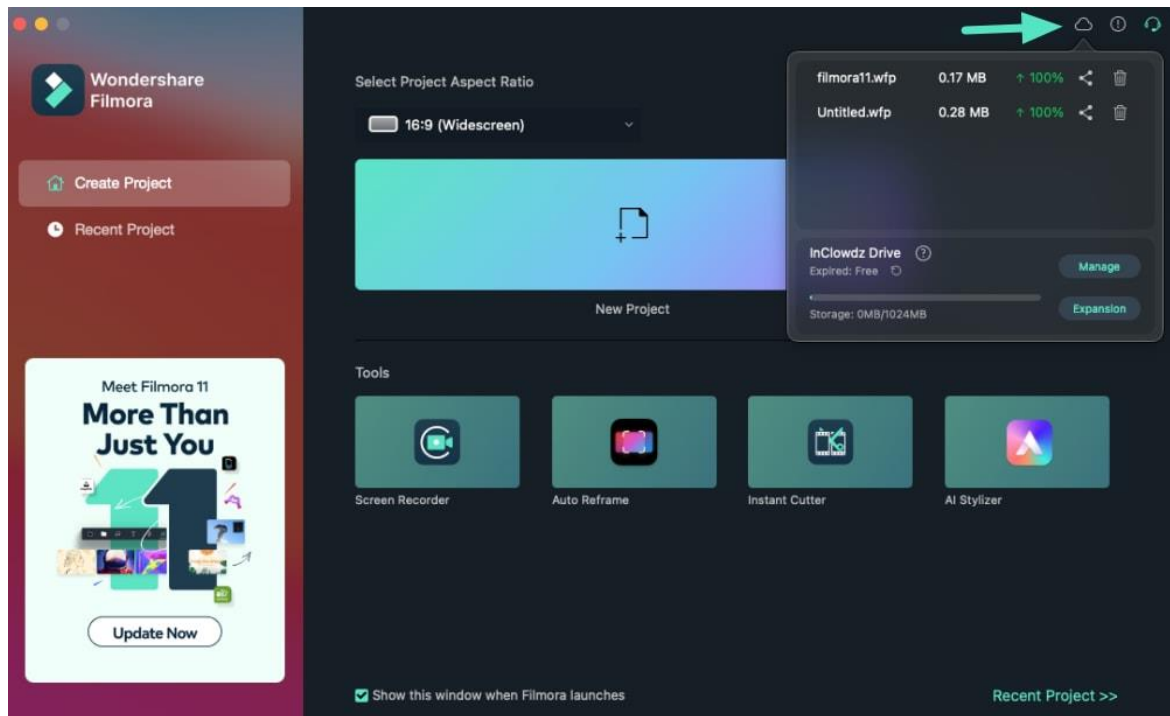 Wondershare
Filmora
Create Project
Recent Project
Meet Filmora 11
More Than
Just You
11
Update Now
Select Project Aspect Ratio
16:9 (Widescreen)
New Project
filmora11.wfp 0.17 MB ↑ 100%
Untitled.wfp 0.28 MB ↑ 100%
InClowdz Drive ?
Expired: Free
Manage
Storage: 0MB/1024MB
Expansion
Tools
Screen Recorder
Auto Reframe
Instant Cutter
AI Stylizer
Show this window when Filmora launches
Recent Project >>